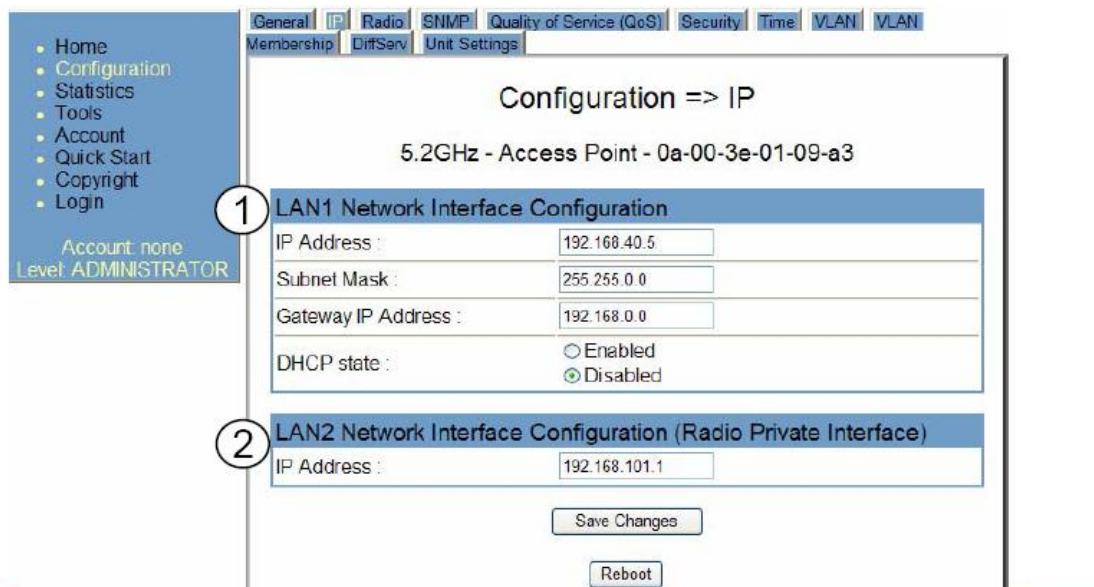 General IP Radio SNMP Quality of Service (QoS) Security Time VLAN VLAN
Membership DiffServ Unit Settings
Home
Configuration
Statistics
Tools
Account
Quick Start
Copyright
Login
Account: none
Level: ADMINISTRATOR
Configuration => IP
5.2GHz - Access Point - 0a-00-3e-01-09-a3
1
LAN1 Network Interface Configuration
IP Address : 192.168.40.5
Subnet Mask : 255.255.0.0
Gateway IP Address : 192.168.0.0
DHCP state : Enabled
Disabled
2
LAN2 Network Interface Configuration (Radio Private Interface)
IP Address : 192.168.101.1
Save Changes
Reboot